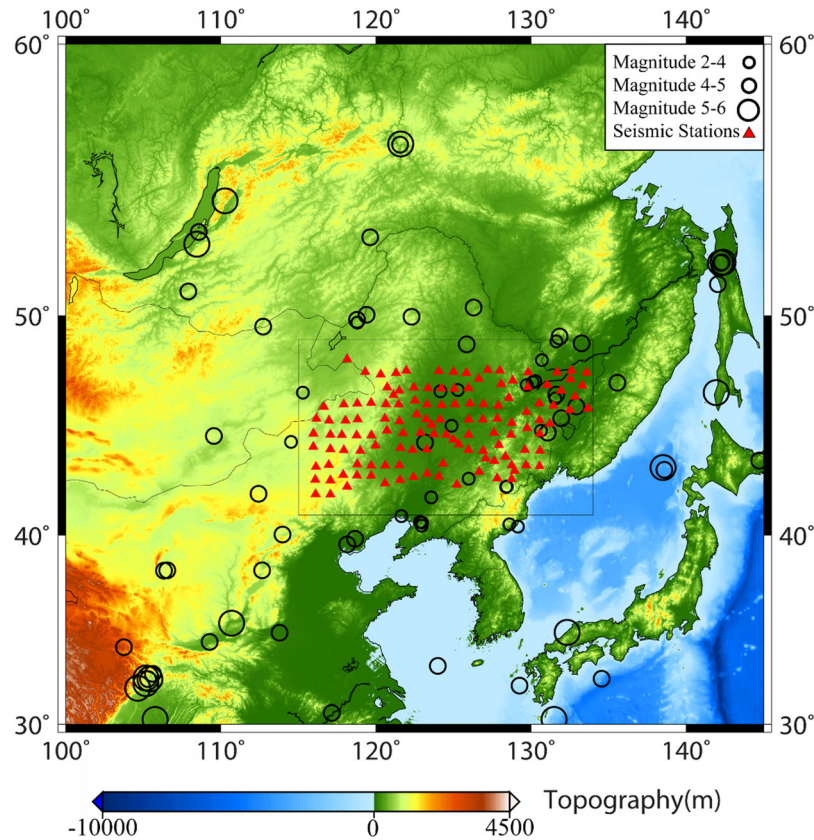 100° 110° 120° 130° 140°
60° 60°
Magnitude 2-4
Magnitude 4-5
Magnitude 5-6
Seismic Stations
50° 50°
40° 40°
30° 30°
100° 110° 120° 130° 140°
Topography(m)
-10000 0 4500